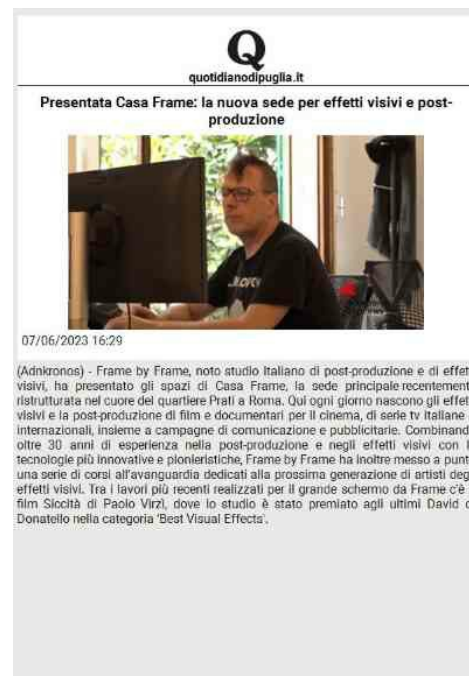 Q
quotidianodipuglia.it
Presentata Casa Frame: la nuova sede per effetti visivi e post-
produzione
07/06/2023 16:29
(Adnkronos) - Frame by Frame, noto studio italiano di post-produzione e di effet
visivi, ha presentato gli spazi di Casa Frame, la sede principale recentement
ristrutturata nel cuore del quartiere Prati a Roma. Qui ogni giorno nascono gli effet
visivi e la post-produzione di film e documentari per il cinema, di serie tv italiane
internazionali, insieme a campagne di comunicazione e pubblicitarie. Combinand
oltre 30 anni di esperienza nella post-produzione e negli effetti visivi con l
tecnologie più innovative e pionieristiche, Frame by Frame ha inoltre messo a punt
una serie di corsi all'avanguardia dedicati alla prossima generazione di artisti deg
effetti visivi. Tra i lavori più recenti realizzati per il grande schermo da Frame c'è
film Siccità di Paolo Virzì, dove lo studio è stato premiato agli ultimi David d
Donatello nella categoria 'Best Visual Effects'.